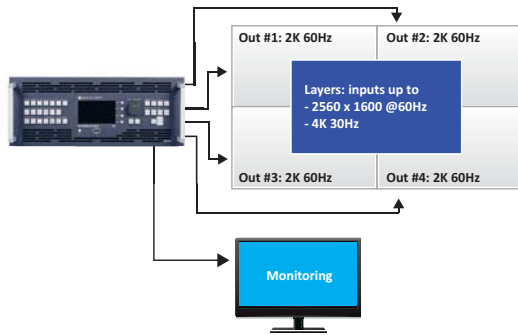 Out #1: 2K 60Hz
Out #2: 2K 60Hz
Layers: inputs up to
- 2560 x 1600 @60Hz
- 4K 30Hz
Out #3: 2K 60Hz
Out #4: 2K 60Hz
Monitoring